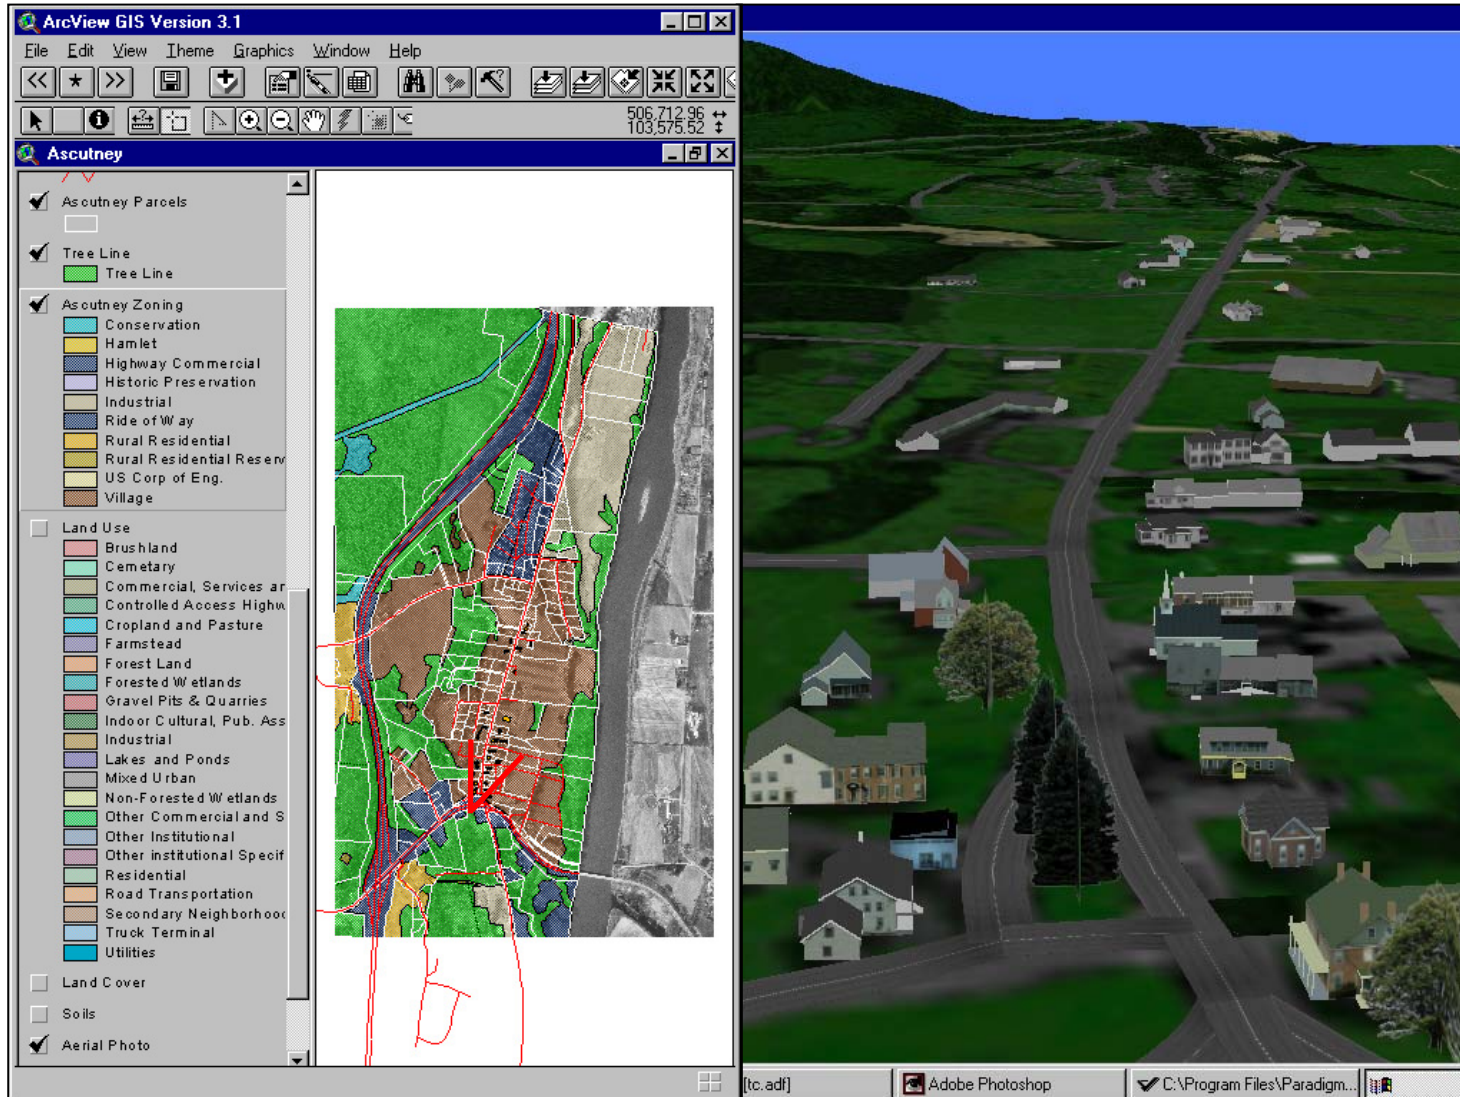 ArcView GIS Version 3.1
File Edit View Theme Graphics Window Help
506,712.96
103,575.52
Ascutney
Ascutney Parcels
Tree Line
Tree Line
Ascutney Zoning
Conservation
Hamlet
Highway Commercial
Historic Preservation
Industrial
Ride of Way
Rural Residential
Rural Residential Reserv
US Corp of Eng.
Village
Land Use
Brushland
Cemetary
Commercial, Services ar
Controlled Access Highw
Cropland and Pasture
Farmstead
Forest Land
Forested Wetlands
Gravel Pits & Quarries
Indoor Cultural, Pub. Ass
Industrial
Lakes and Ponds
Mixed Urban
Non-Forested Wetlands
Other Commercial and S
Other Institutional
Other institutional Specif
Residential
Road Transportation
Secondary Neighborhood
Truck Terminal
Utilities
Land Cover
Soils
Aerial Photo
[tc.adf] Adobe Photoshop C:\Program Files\Paradigm...